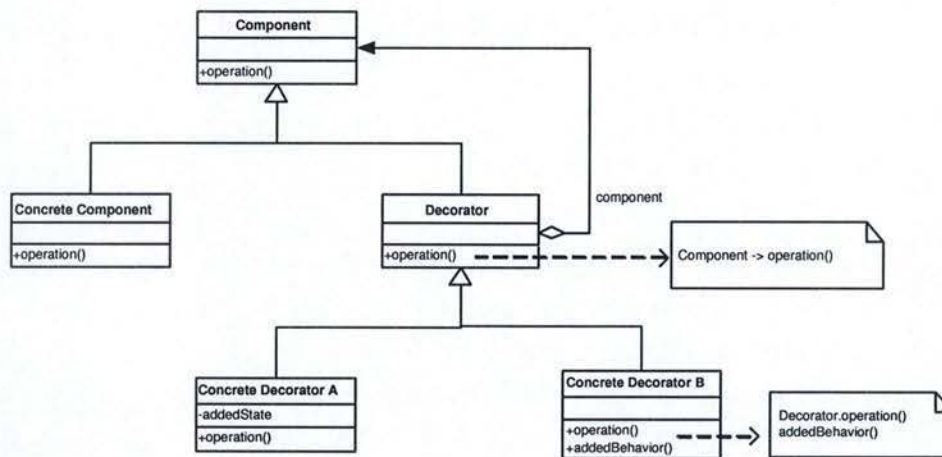 Component
+operation()
Concrete Component
+operation()
Decorator
+operation()
component
Component -> operation()
Concrete Decorator A
-addedState
+operation()
Concrete Decorator B
+operation()
+addedBehavior()
Decorator.operation()
addedBehavior()